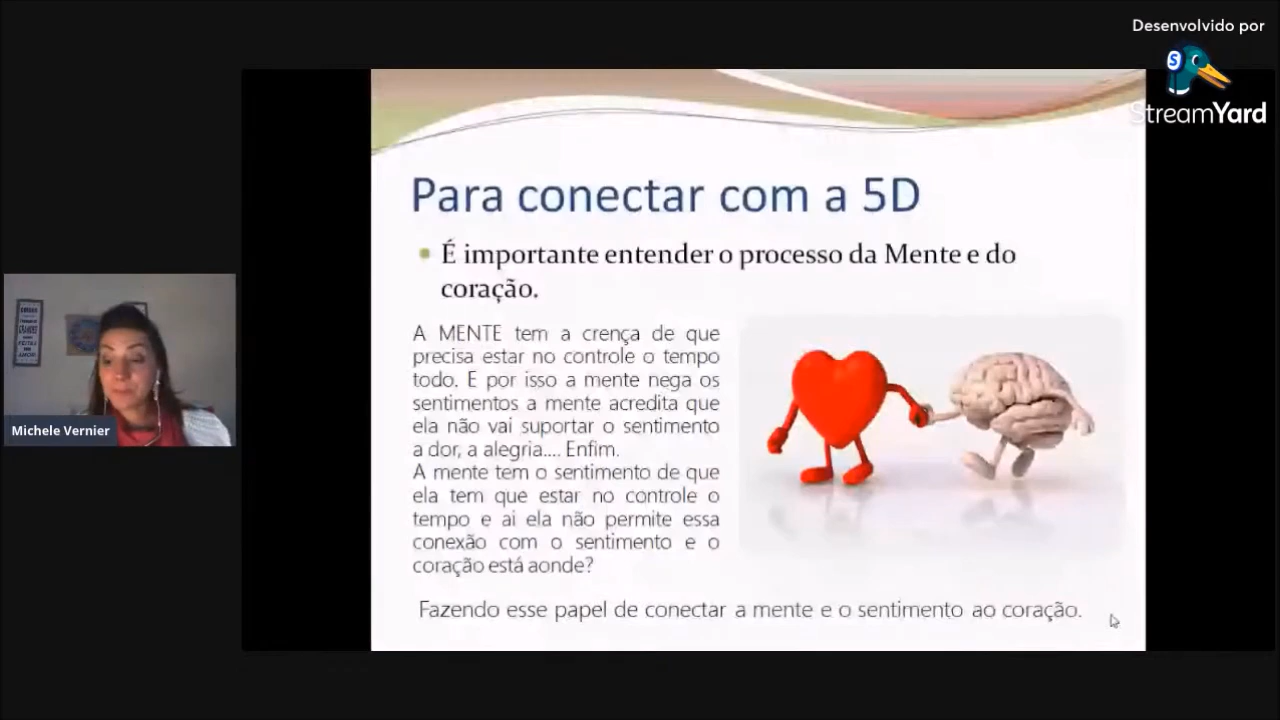 Desenvolvido por
StreamYard
Para conectar com a 5D
É importante entender o processo da Mente e do
coração.
A MENTE tem a crença de que
precisa estar no controle o tempo
todo. E por isso a mente nega os
sentimentos a mente acredita que
ela não vai suportar o sentimento
a dor, a alegria.... Enfim.
A mente tem o sentimento de que
ela tem que estar no controle o
tempo e ai ela não permite essa
conexão com o sentimento e o
coração está aonde?
Fazendo esse papel de conectar a mente e o sentimento ao coração.
Michele Vernier